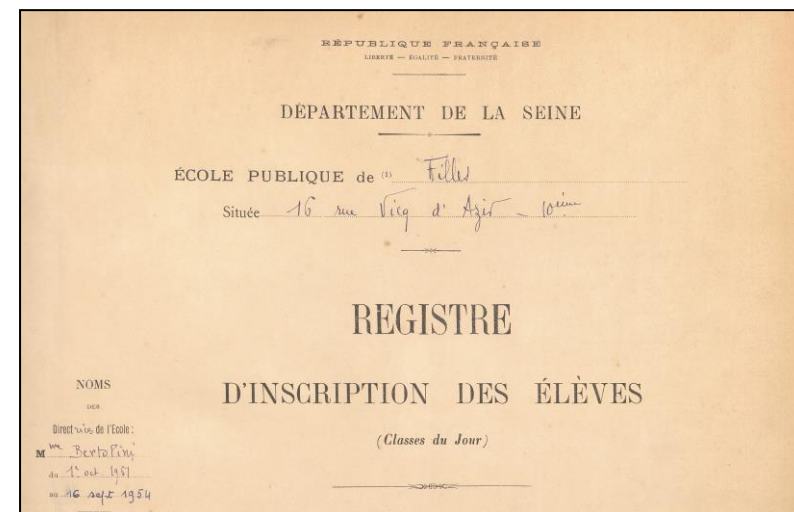 RÉPUBLIQUE FRANÇAISE
LIBERTÉ — ÉGALITÉ — FRATERNITÉ
DÉPARTEMENT DE LA SEINE
ÉCOLE PUBLIQUE de (1) Filles
Située 16 rue Vicq d'Azir - 10ème
REGISTRE
D'INSCRIPTION DES ÉLÈVES
(Classes du Jour)
NOMS
DES
Directrices de l'Ecole :
Mme Bertolini
du 1er oct. 1951
au 16 sept 1954